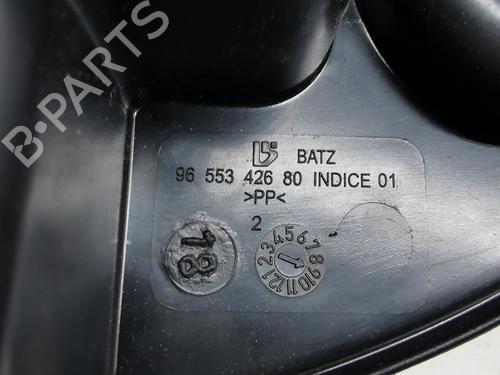 BATZ
96 553 426 80 INDICE 01
>PP<
2
18
1 2 3 4 5 6 7 8 9 10 11 12
B-PARTS